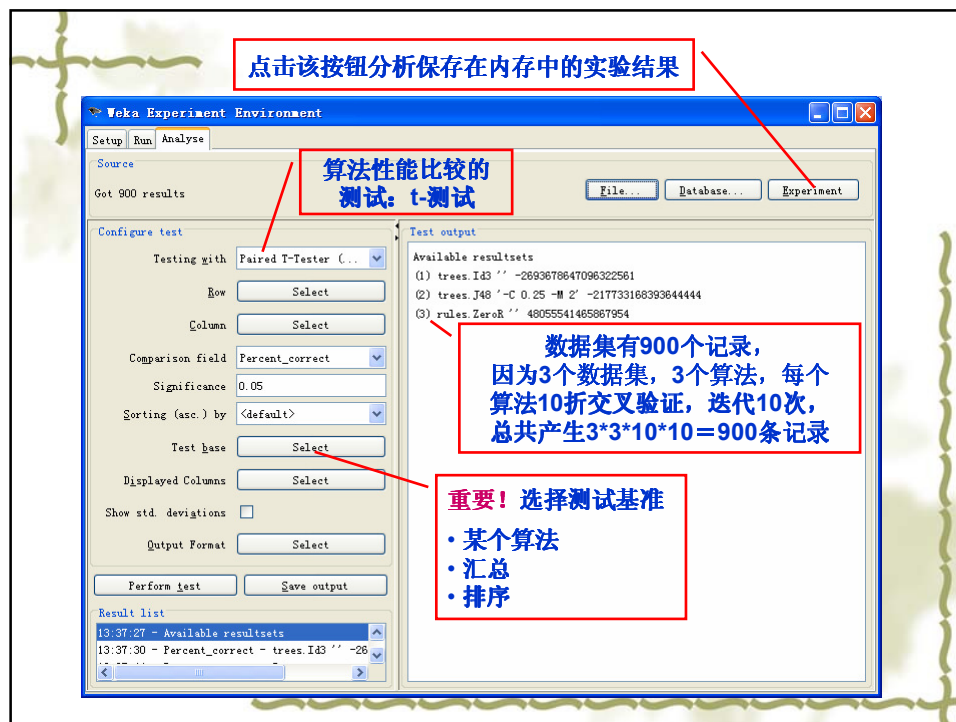 点击该按钮分析保存在内存中的实验结果
Weka Experiment Environment
Setup Run Analyse
Source
Got 900 results
File... Database... Experiment
算法性能比较的
测试：t-测试
Configure test
Testing with Paired T-Tester (...
Row Select
Column Select
Comparison field Percent_correct
Significance 0.05
Sorting (asc.) by <default>
Test base Select
Displayed Columns Select
Show std. deviations
Output Format Select
Perform test Save output
Result list
13:37:27 - Available resultsets
13:37:30 - Percent_correct - trees.Id3 '' -26
Test output
Available resultsets
(1) trees.Id3 '' -2693678647096322561
(2) trees.J48 '-C 0.25 -M 2' -217733168393644444
(3) rules.ZeroR '' 48055541465867954
数据集有900个记录，
因为3个数据集，3个算法，每个
算法10折交叉验证，迭代10次，
总共产生3*3*10*10＝900条记录
重要！选择测试基准
•某个算法
•汇总
•排序